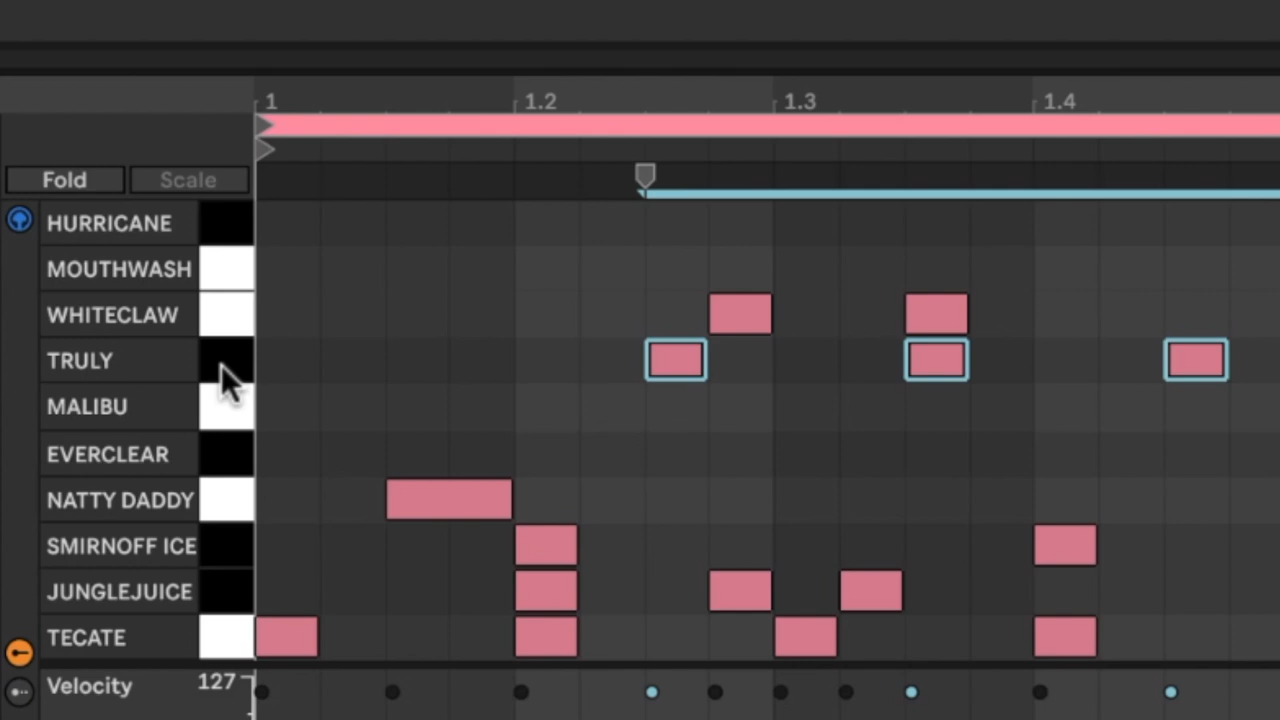 1 1.2 1.3 1.4
Fold Scale
HURRICANE
MOUTHWASH
WHITECLAW
TRULY
MALIBU
EVERCLEAR
NATTY DADDY
SMIRNOFF ICE
JUNGLEJUICE
TECATE
Velocity 127